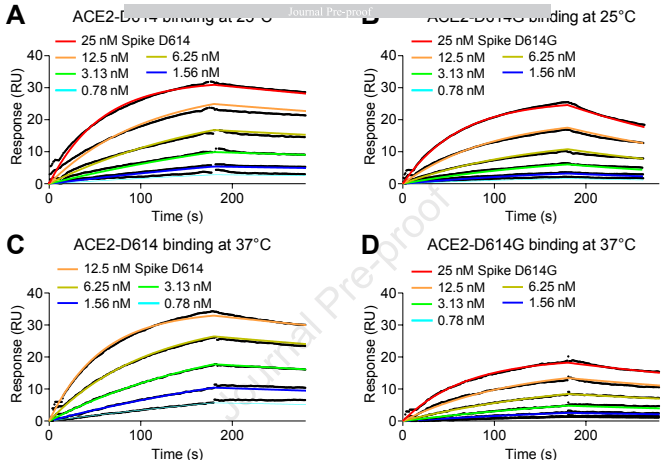 Journal Pre-proof
A
ACE2-D614 binding at 25°C
25 nM Spike D614
12.5 nM
6.25 nM
3.13 nM
1.56 nM
0.78 nM
Response (RU)
40
30
20
10
0
0
100
200
Time (s)
B
ACE2-D614G binding at 25°C
25 nM Spike D614G
12.5 nM
6.25 nM
3.13 nM
1.56 nM
0.78 nM
Response (RU)
40
30
20
10
0
0
100
200
Time (s)
C
ACE2-D614 binding at 37°C
12.5 nM Spike D614
6.25 nM
3.13 nM
1.56 nM
0.78 nM
Response (RU)
40
30
20
10
0
0
100
200
Time (s)
D
ACE2-D614G binding at 37°C
25 nM Spike D614G
12.5 nM
6.25 nM
3.13 nM
1.56 nM
0.78 nM
Response (RU)
40
30
20
10
0
0
100
200
Time (s)
Journal Pre-proof